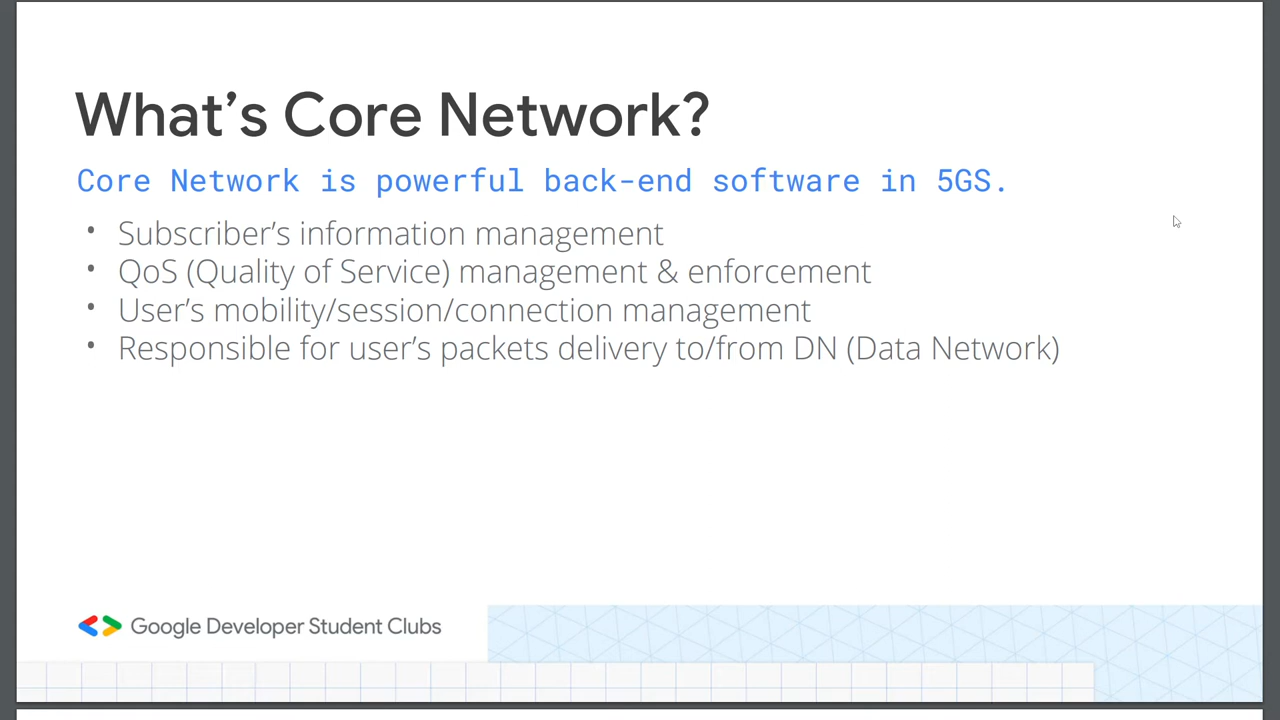 What’s Core Network?
Core Network is powerful back-end software in 5GS.
• Subscriber’s information management
• QoS (Quality of Service) management & enforcement
• User’s mobility/session/connection management
• Responsible for user’s packets delivery to/from DN (Data Network)
Google Developer Student Clubs